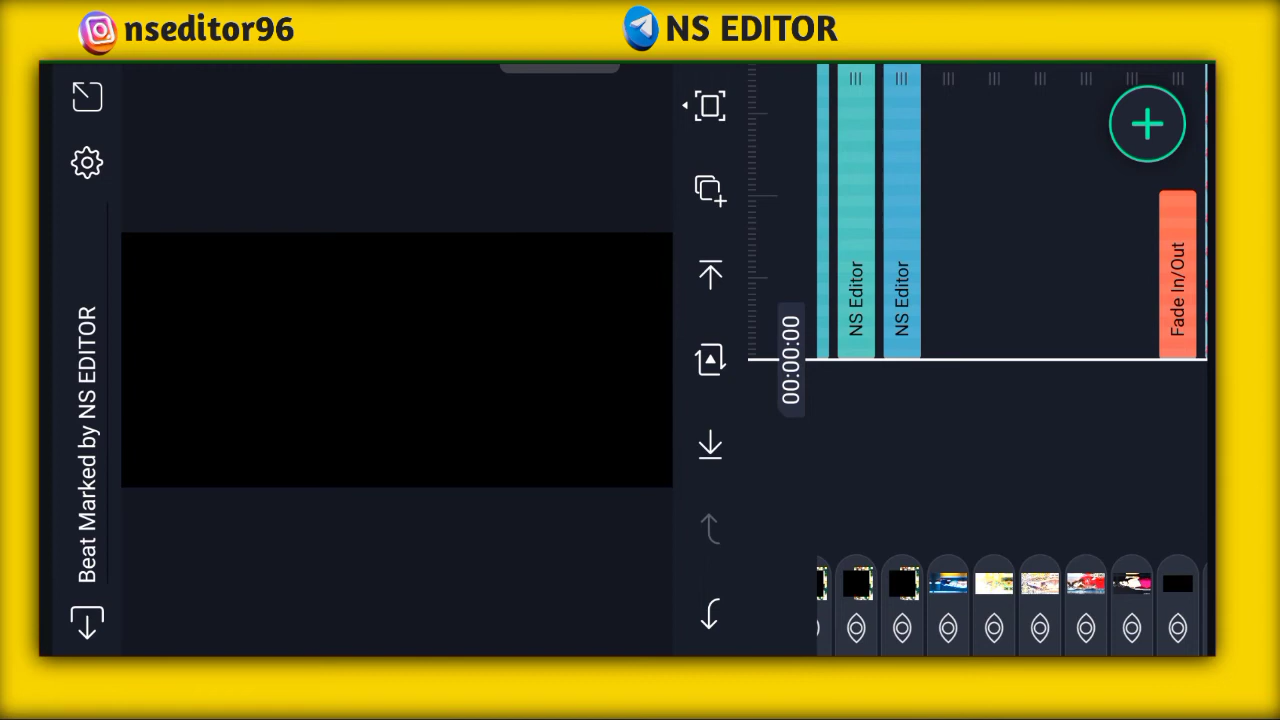 nseditor96
NS EDITOR
Beat Marked by NS EDITOR
00:00:00
NS Editor
NS Editor
Fade In/Out